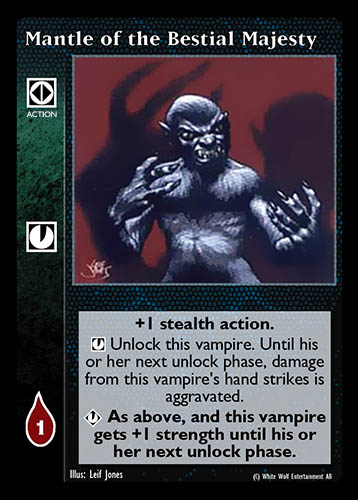 Mantle of the Bestial Majesty
ACTION
+1 stealth action.
Unlock this vampire. Until his
or her next unlock phase, damage
from this vampire's hand strikes is
aggravated.
As above, and this vampire
gets +1 strength until his or
her next unlock phase.
1
Illus: Leif Jones
(C) White Wolf Entertainment AB